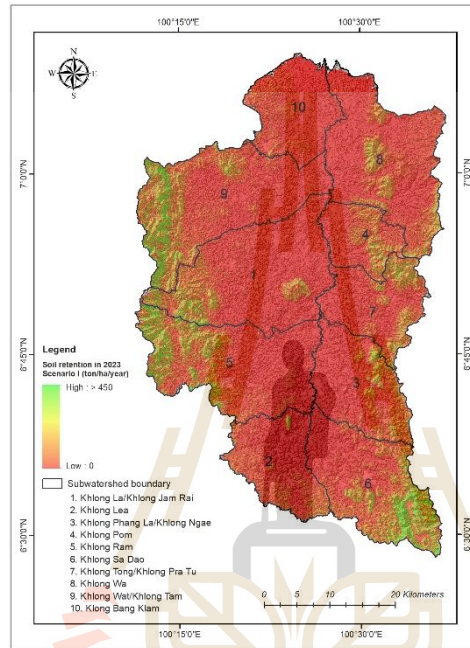 100°15'0"E 100°30'0"E
N
W E
S
10
8
7°0'0"N 7°0'0"N
9
4
1
7
6°45'0"N 6°45'0"N
5
3
Legend
Soil retention in 2023
Scenario I (ton/ha/year)
High : > 450
Low : 0
2
6
Subwatershed boundary
1. Khlong La/Khlong Jam Rai
2. Khlong Lea
3. Khlong Phang La/Khlong Ngae
4. Khlong Pom
5. Khlong Ram
6. Khlong Sa Dao
7. Khlong Tong/Khlong Pra Tu
8. Khlong Wa
9. Khlong Wat/Khlong Tam
10. Klong Bang Klam
6°30'0"N 6°30'0"N
0 5 10 20 Kilometers
100°15'0"E 100°30'0"E